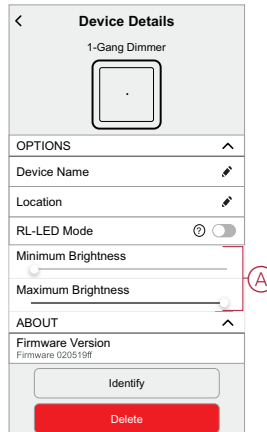 Device Details
1-Gang Dimmer
OPTIONS
Device Name
Location
RL-LED Mode ?
Minimum Brightness
A
Maximum Brightness
ABOUT
Firmware Version
Firmware 020519ff
Identify
Delete